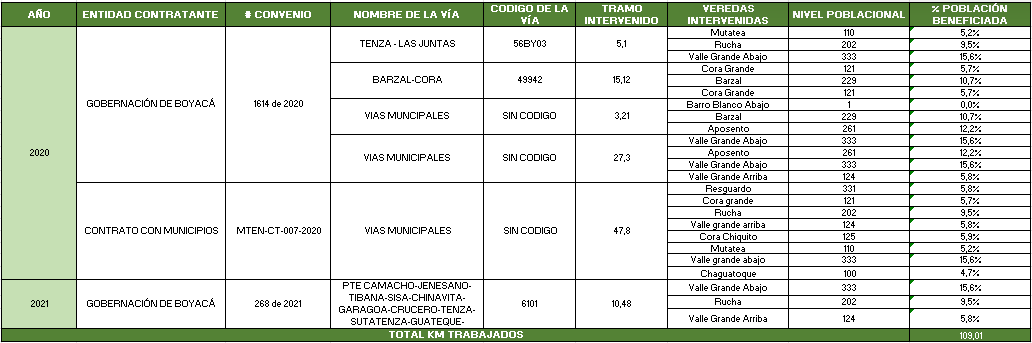 AÑO ENTIDAD CONTRATANTE # CONVENIO NOMBRE DE LA VÍA CODIGO DE LA VÍA TRAMO INTERVENIDO VEREDAS INTERVENIDAS NIVEL POBLACIONAL % POBLACIÓN BENEFICIADA
2020 GOBERNACIÓN DE BOYACÁ 1614 de 2020 TENZA - LAS JUNTAS 56BY03 5,1 Mutatea 110 5,2%
Rucha 202 9,5%
Valle Grande Abajo 333 15,6%
BARZAL-CORA 49942 15,12 Cora Grande 121 5,7%
Barzal 229 10,7%
Cora Grande 121 5,7%
VIAS MUNCIPALES SIN CODIGO 3,21 Barro Blanco Abajo 1 0,0%
Barzal 229 10,7%
Aposento 261 12,2%
VIAS MUNICIPALES SIN CODIGO 27,3 Valle Grande Abajo 333 15,6%
Aposento 261 12,2%
Valle Grande Abajo 333 15,6%
Valle Grande Arriba 124 5,8%
CONTRATO CON MUNICIPIOS MTEN-CT-007-2020 VIAS MUNICIPALES SIN CODIGO 47,8 Resguardo 331 5,8%
Cora grande 121 5,7%
Rucha 202 9,5%
Valle grande arriba 124 5,8%
Cora Chiquito 125 5,9%
Mutatea 110 5,2%
Valle grande abajo 333 15,6%
Chaguatoque 100 4,7%
2021 GOBERNACIÓN DE BOYACÁ 268 de 2021 PTE CAMACHO-JENESANO-
TIBANA-SISA-CHINAVITA-
GARAGOA-CRUCERO-TENZA-
SUTATENZA-GUATEQUE- 6101 10,48 Valle Grande Abajo 333 15,6%
Rucha 202 9,5%
Valle Grande Arriba 124 5,8%
TOTAL KM TRABAJADOS 109,01